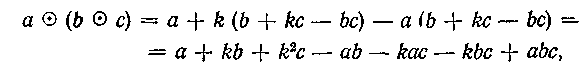 a ⊙ (b ⊙ c) = a + k (b + kc — bc) — a (b + kc — bc) =
= a + kb + k²c — ab — kac — kbc + abc,